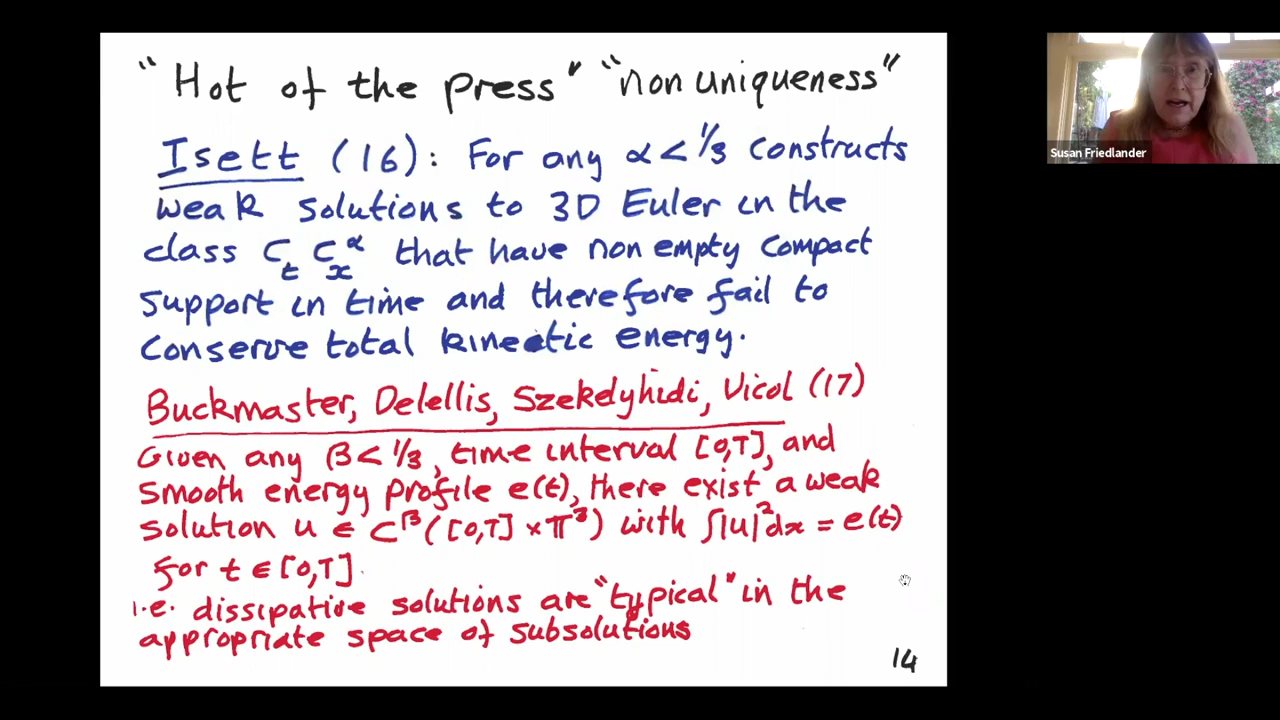 "Hot of the press" "non uniqueness"
Isett (16): For any α < 1/3 constructs
weak solutions to 3D Euler in the
class C_t C_x^α that have non empty compact
support in time and therefore fail to
conserve total kinetic energy.
Buckmaster, Delellis, Szekelyhidi, Vicol (17)
Given any β < 1/3, time interval [0,T], and
smooth energy profile e(t), there exist a weak
solution u ∈ C^β([0,T] × 𝕋³) with ∫|u|²dx = e(t)
for t ∈ [0,T].
i.e. dissipative solutions are "typical" in the
appropriate space of subsolutions
14
Susan Friedlander